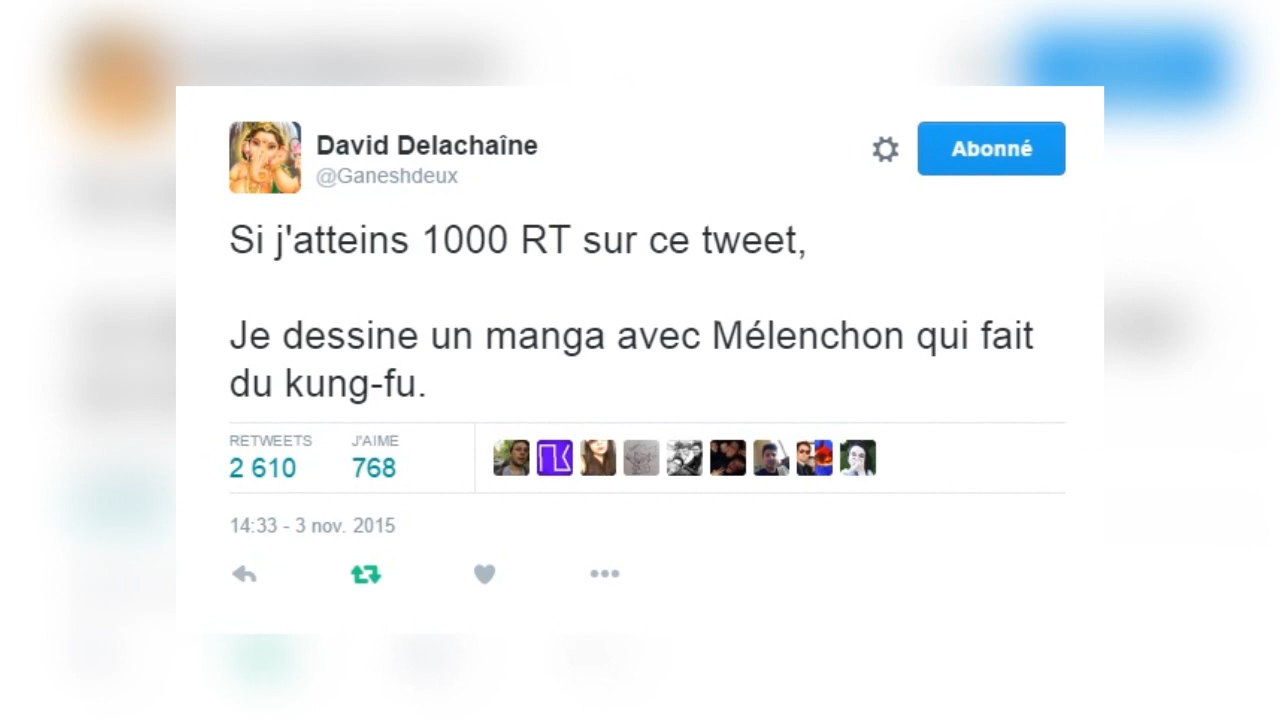 David Delachaîne
@Ganeshdeux
Abonné
Si j'atteins 1000 RT sur ce tweet,
Je dessine un manga avec Mélenchon qui fait
du kung-fu.
RETWEETS J'AIME
2 610 768
14:33 - 3 nov. 2015